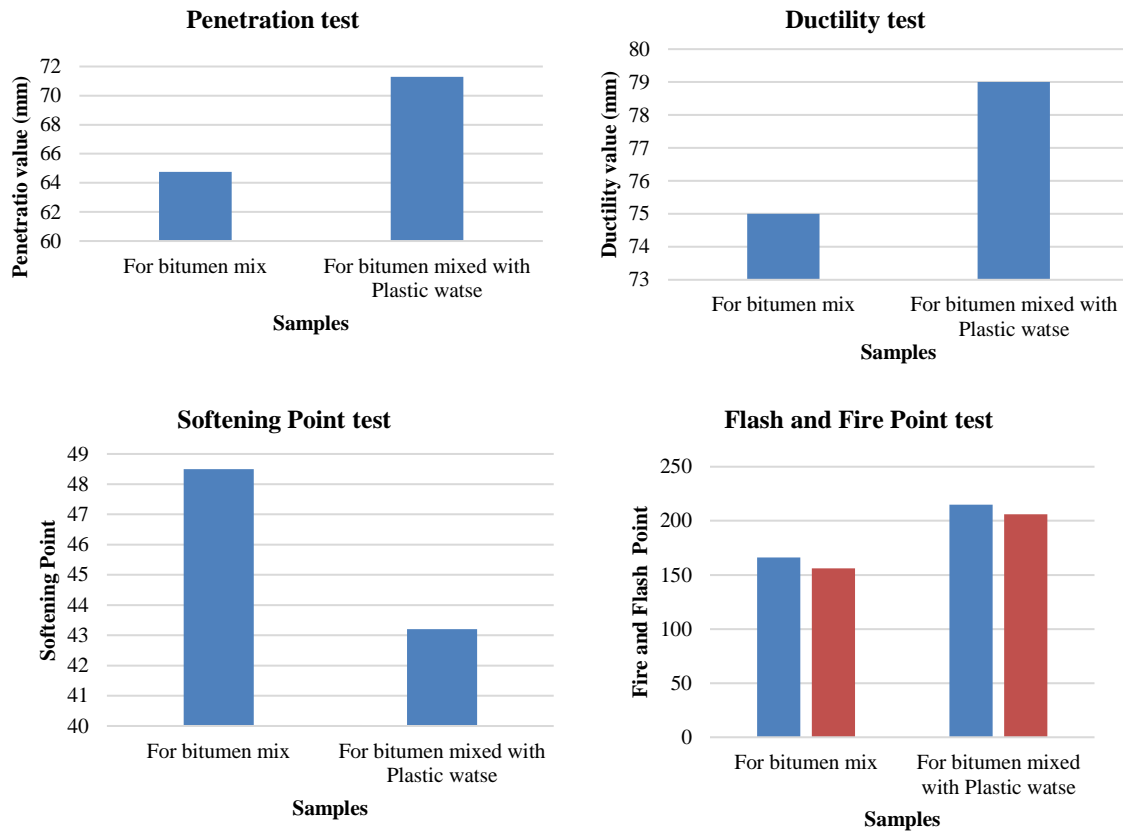 Penetration test
Penetratio value (mm)
72
70
68
66
64
62
60
For bitumen mix
For bitumen mixed with
Plastic watse
Samples
Ductility test
Ductility value (mm)
80
79
78
77
76
75
74
73
For bitumen mix
For bitumen mixed with
Plastic watse
Samples
Softening Point test
Softening Point
49
48
47
46
45
44
43
42
41
40
For bitumen mix
For bitumen mixed with
Plastic watse
Samples
Flash and Fire Point test
Fire and Flash Point
250
200
150
100
50
0
For bitumen mix
For bitumen mixed
with Plastic watse
Samples